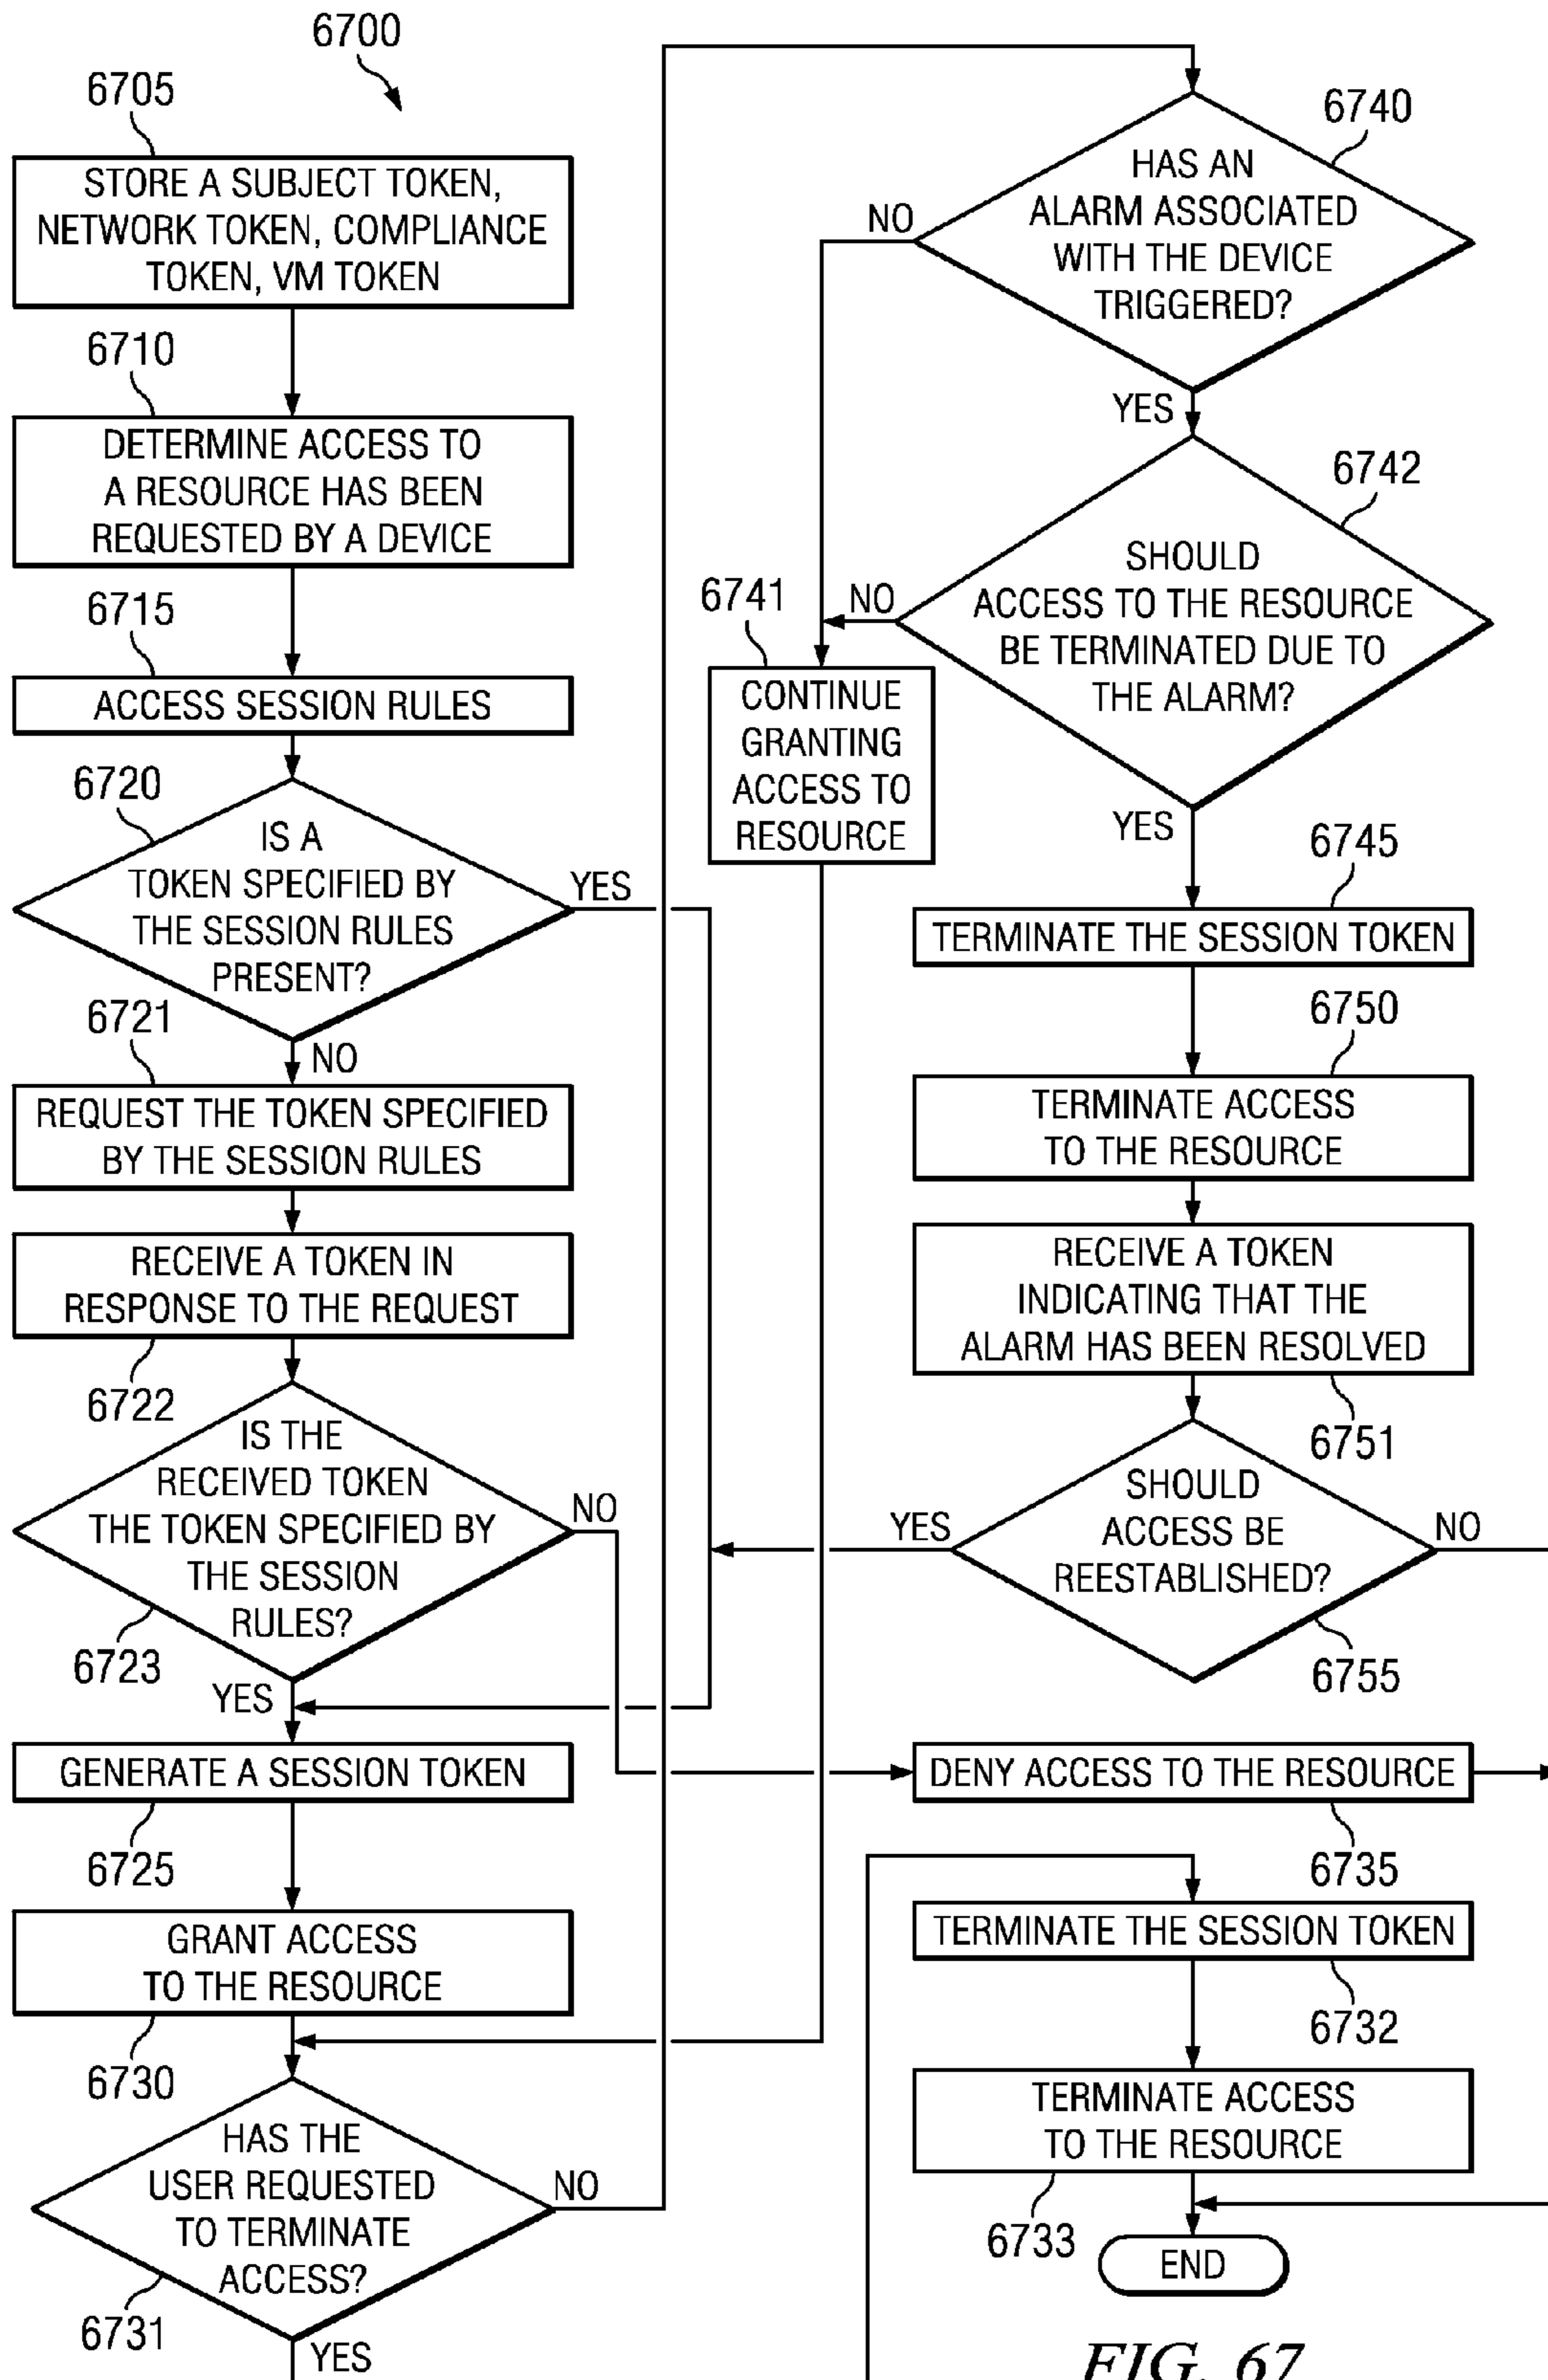 6700
6705
STORE A SUBJECT TOKEN,
NETWORK TOKEN, COMPLIANCE
TOKEN, VM TOKEN
6710
DETERMINE ACCESS TO
A RESOURCE HAS BEEN
REQUESTED BY A DEVICE
6715
ACCESS SESSION RULES
6720
IS A
TOKEN SPECIFIED BY
THE SESSION RULES
PRESENT?
YES
NO
6721
REQUEST THE TOKEN SPECIFIED
BY THE SESSION RULES
RECEIVE A TOKEN IN
RESPONSE TO THE REQUEST
6722
IS THE
RECEIVED TOKEN
THE TOKEN SPECIFIED BY
THE SESSION
RULES?
NO
6723
YES
GENERATE A SESSION TOKEN
6725
GRANT ACCESS
TO THE RESOURCE
6730
HAS THE
USER REQUESTED
TO TERMINATE
ACCESS?
NO
6731
YES
6740
HAS AN
ALARM ASSOCIATED
WITH THE DEVICE
TRIGGERED?
NO
YES
6742
SHOULD
ACCESS TO THE RESOURCE
BE TERMINATED DUE TO
THE ALARM?
NO
YES
6741
CONTINUE
GRANTING
ACCESS TO
RESOURCE
6745
TERMINATE THE SESSION TOKEN
6750
TERMINATE ACCESS
TO THE RESOURCE
RECEIVE A TOKEN
INDICATING THAT THE
ALARM HAS BEEN RESOLVED
6751
SHOULD
ACCESS BE
REESTABLISHED?
YES
NO
6755
DENY ACCESS TO THE RESOURCE
6735
TERMINATE THE SESSION TOKEN
6732
TERMINATE ACCESS
TO THE RESOURCE
6733
END
FIG. 67